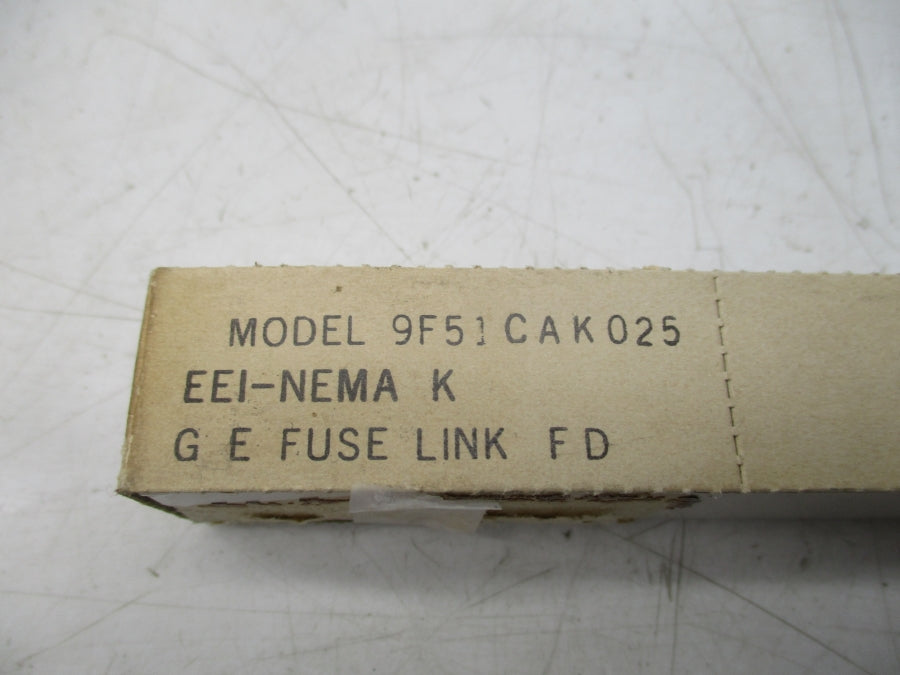 MODEL 9F51CAK025
EEI-NEMA K
G E FUSE LINK FD